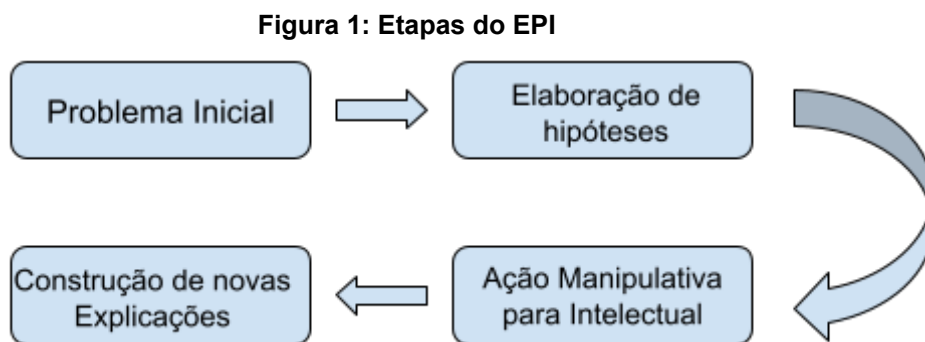 Figura 1: Etapas do EPI
Problema Inicial
Elaboração de
hipóteses
Ação Manipulativa
para Intelectual
Construção de novas
Explicações